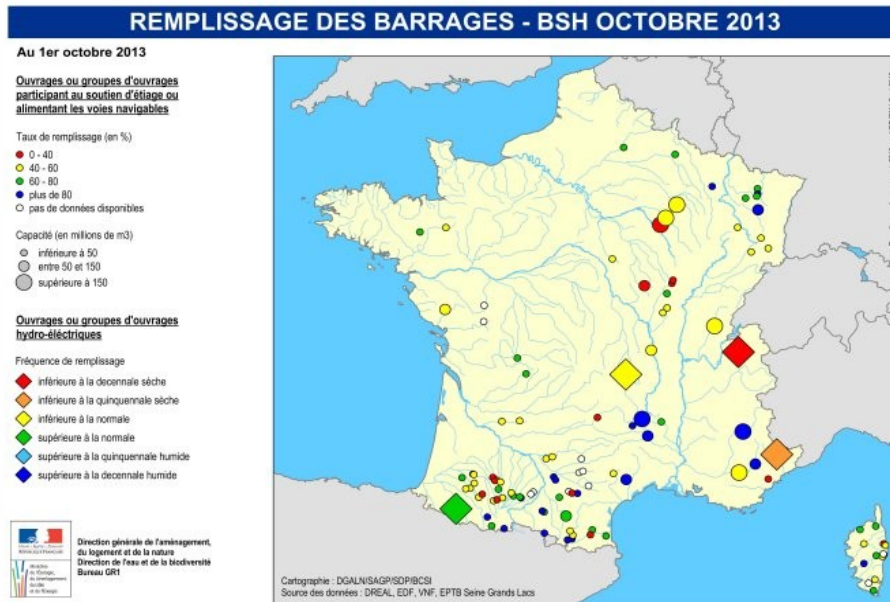 REMPLISSAGE DES BARRAGES - BSH OCTOBRE 2013
Au 1er octobre 2013
Ouvrages ou groupes d'ouvrages
participant au soutien d'étiage ou
alimentant les voies navigables
Taux de remplissage (en %)
0 - 40
40 - 60
60 - 80
plus de 80
pas de données disponibles
Capacité (en millions de m3)
inférieure à 50
entre 50 et 150
supérieure à 150
Ouvrages ou groupes d'ouvrages
hydro-éléctriques
Fréquence de remplissage
inférieure à la decennale sèche
inférieure à la quinquennale sèche
inférieure à la normale
supérieure à la normale
supérieure à la quinquennale humide
supérieure à la decennale humide
Direction générale de l'aménagement,
du logement et de la nature
Direction de l'eau et de la biodiversité
Bureau GR1
Cartographie : DGALN/SAGP/SDP/BCSI
Source des données : DREAL, EDF, VNF, EPTB Seine Grands Lacs